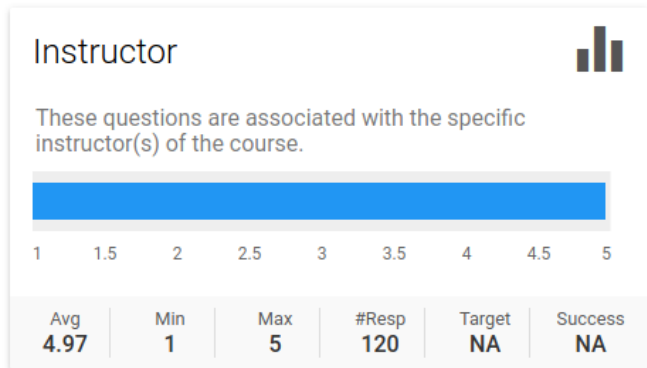 Instructor
These questions are associated with the specific
instructor(s) of the course.
1 1.5 2 2.5 3 3.5 4 4.5 5
Avg Min Max #Resp Target Success
4.97 1 5 120 NA NA